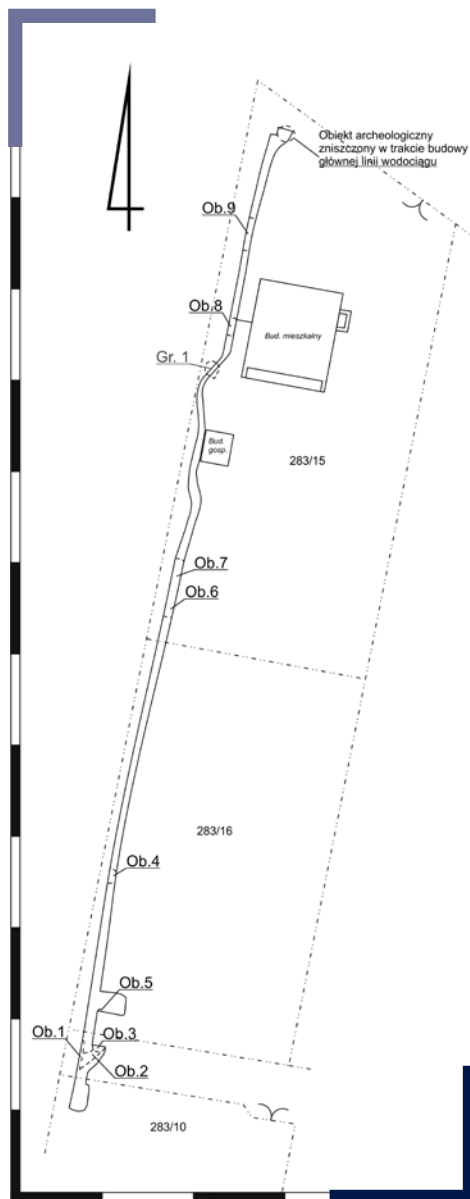 Obiekt archeologiczny
zniszczony w trakcie budowy
głównej linii wodociągu
Ob.9
Ob.8
Bud. mieszkalny
Gr. 1
Bud.
gosp.
283/15
Ob.7
Ob.6
283/16
Ob.4
Ob.5
Ob.1
Ob.3
Ob.2
283/10